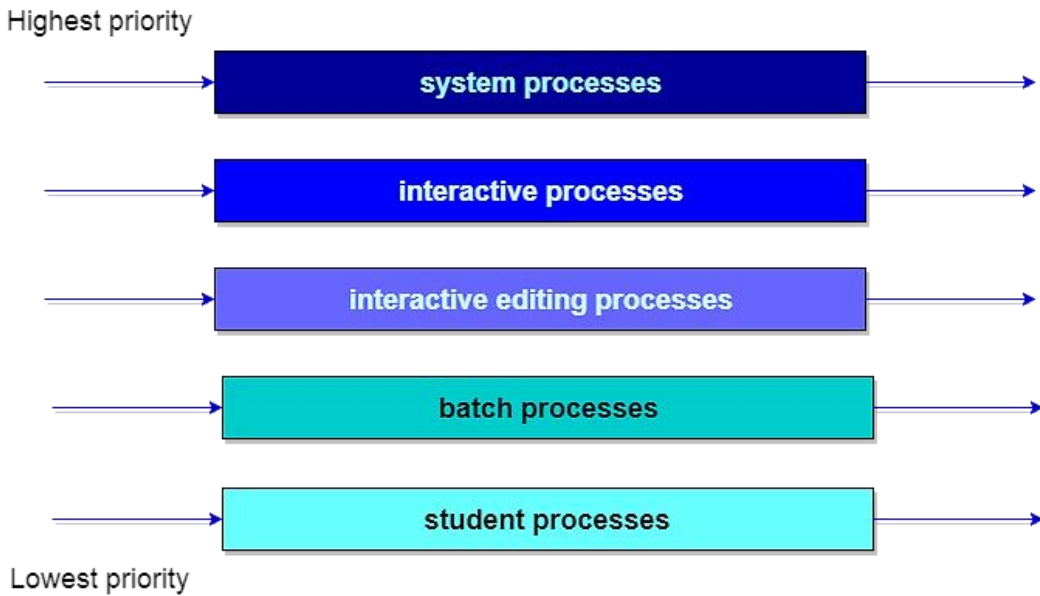 Highest priority
system processes
interactive processes
interactive editing processes
batch processes
student processes
Lowest priority